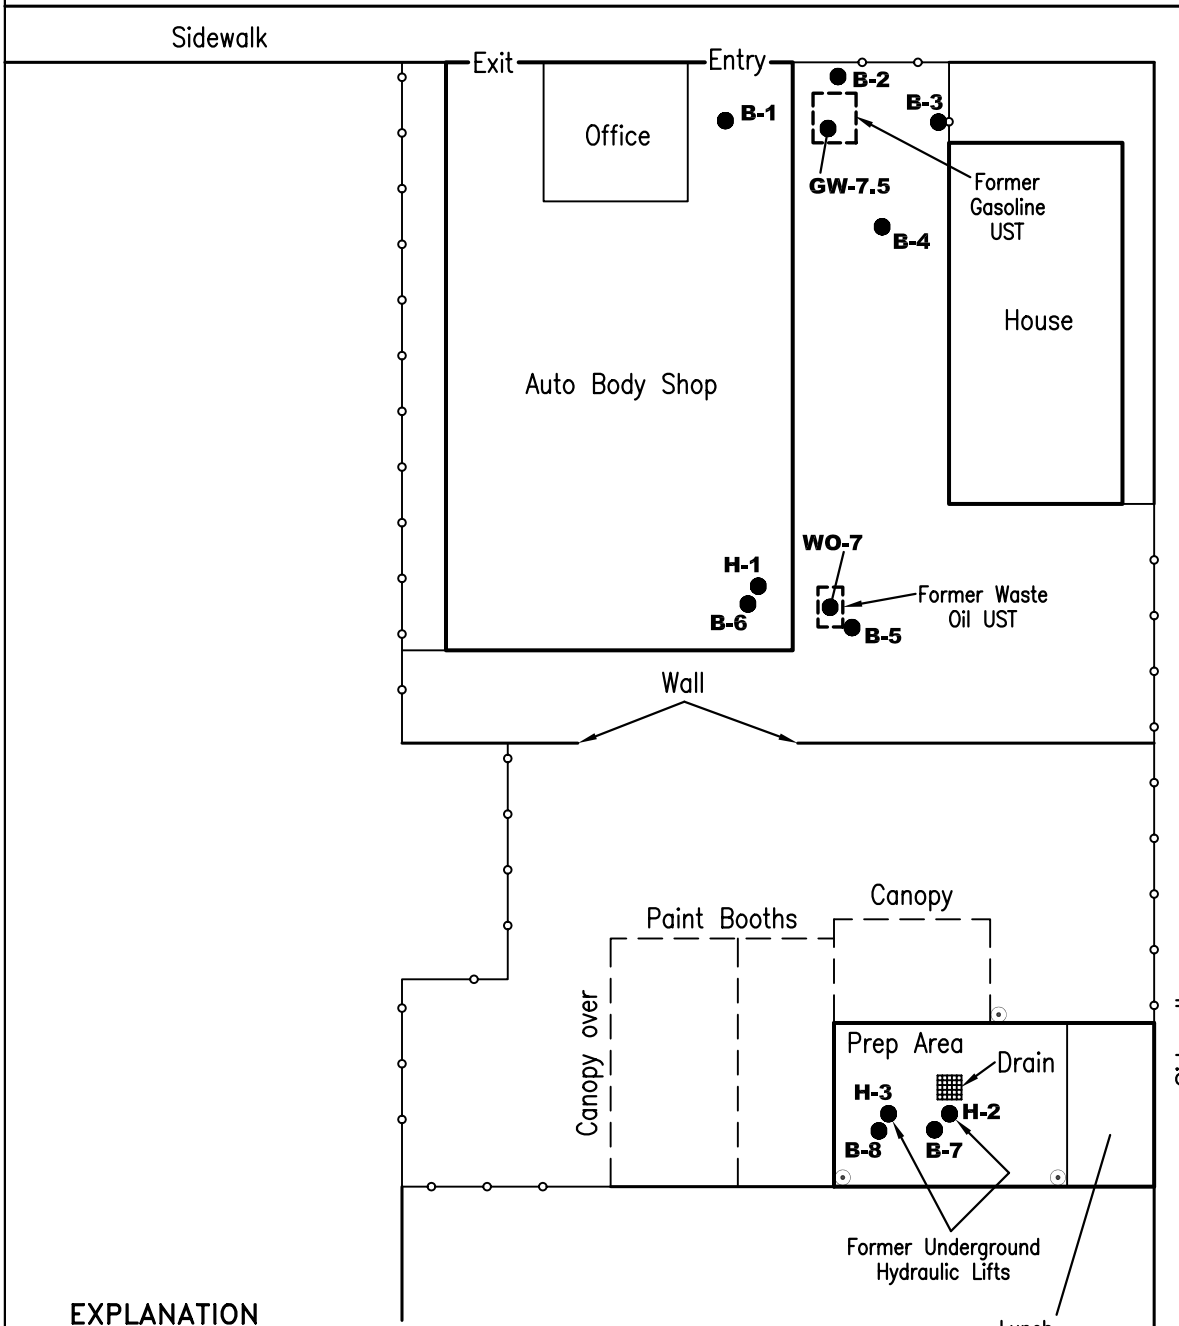 Sidewalk
Exit
Entry
B-2
B-3
B-1
Office
GW-7.5
Former
Gasoline
UST
B-4
House
Auto Body Shop
WO-7
H-1
B-6
Former Waste
Oil UST
B-5
Wall
Canopy
Paint Booths
Canopy over
Prep Area
Drain
H-3
H-2
B-8
B-7
Former Underground
Hydraulic Lifts
EXPLANATION